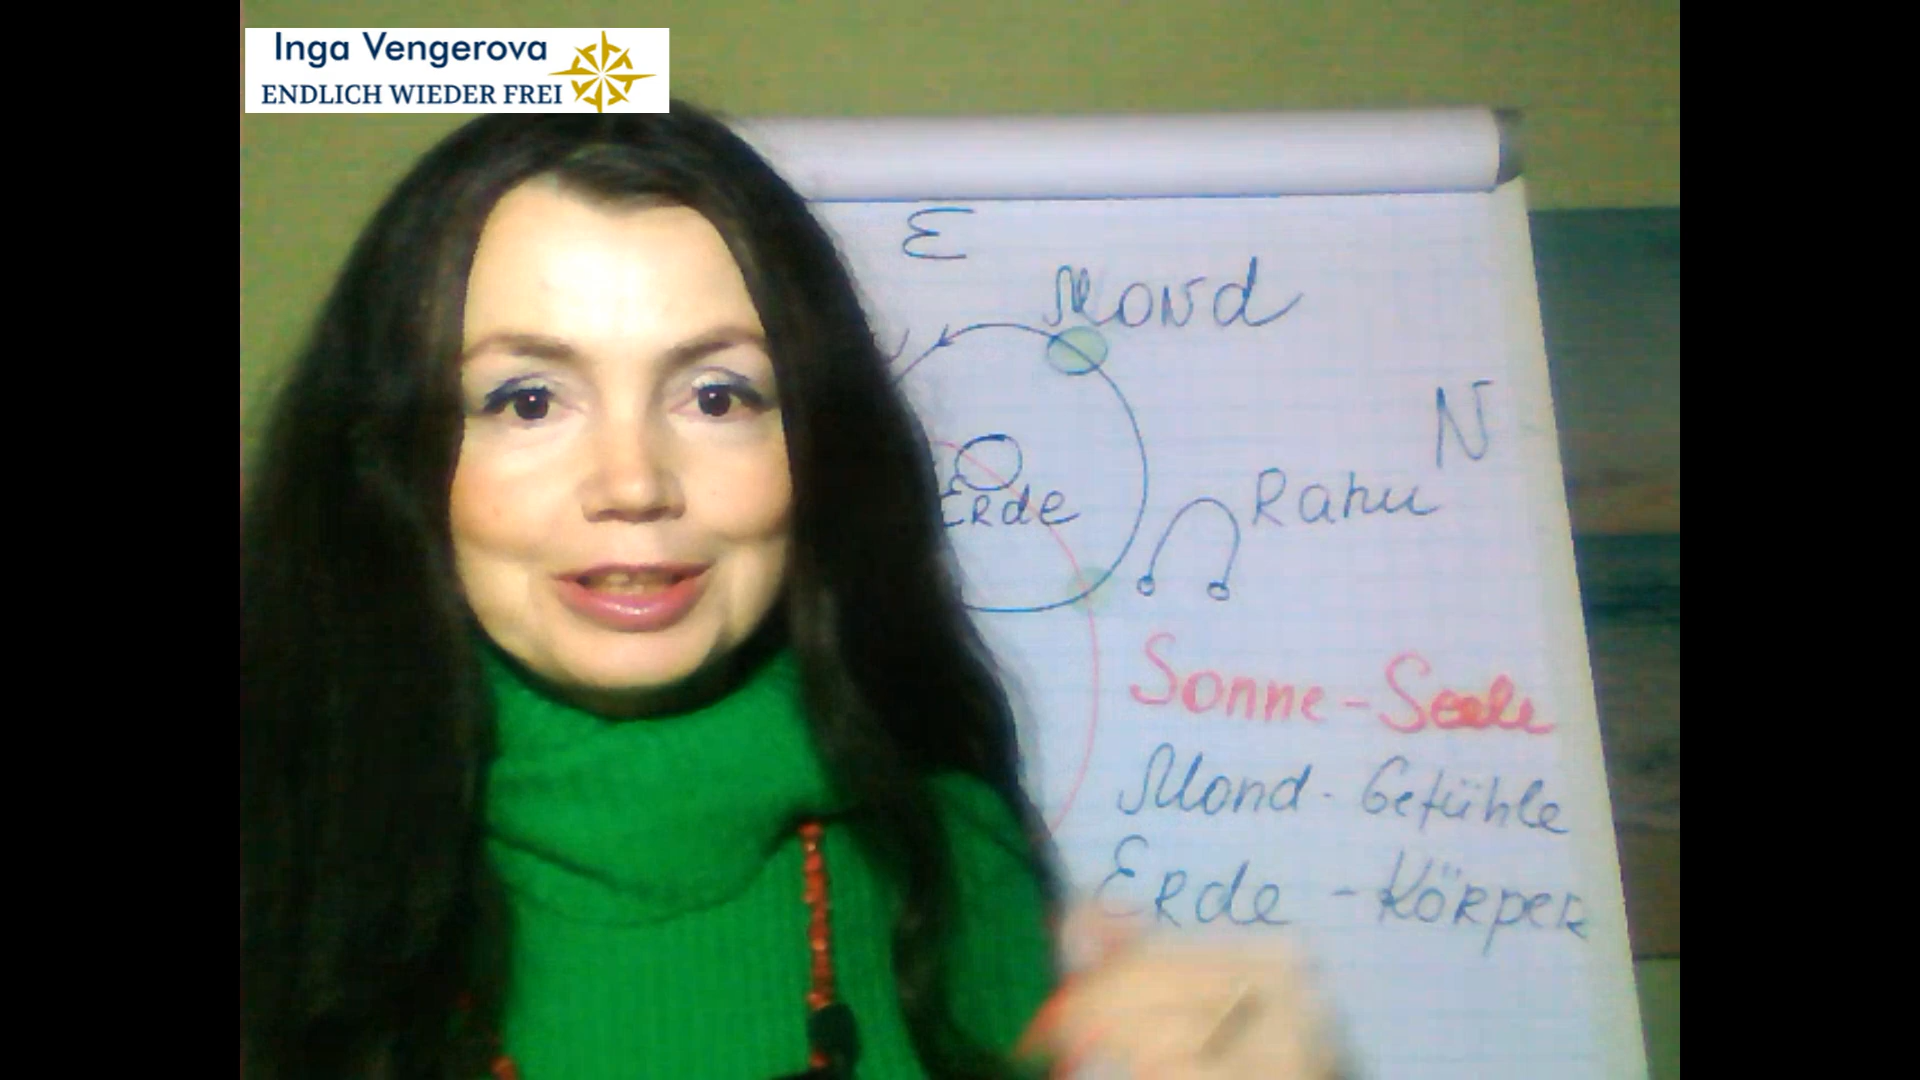 Inga Vengerova
ENDLICH WIEDER FREI
E
Mond
N
Erde
Rahu
Sonne - Seele
Mond - Gefühle
Erde - Körper